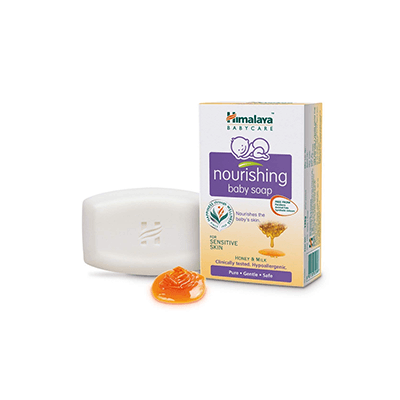 Himalaya
BABYCARE
nourishing
baby soap
Nourishes the
baby's skin.
FOR
SENSITIVE
SKIN
HONEY & MILK
Clinically tested. Hypoallergenic.
Pure • Gentle • Safe